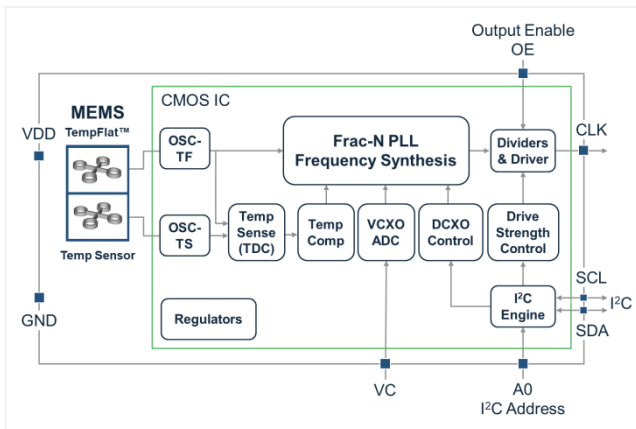 Output Enable
OE
CMOS IC
MEMS
TempFlat™
VDD
CLK
OSC-
TF
Frac-N PLL
Frequency Synthesis
Dividers
& Driver
OSC-
TS
Temp
Sense
(TDC)
Temp
Comp
VCXO
ADC
DCXO
Control
Drive
Strength
Control
Temp Sensor
SCL
I²C
SDA
I²C
Engine
GND
Regulators
VC
A0
I²C Address